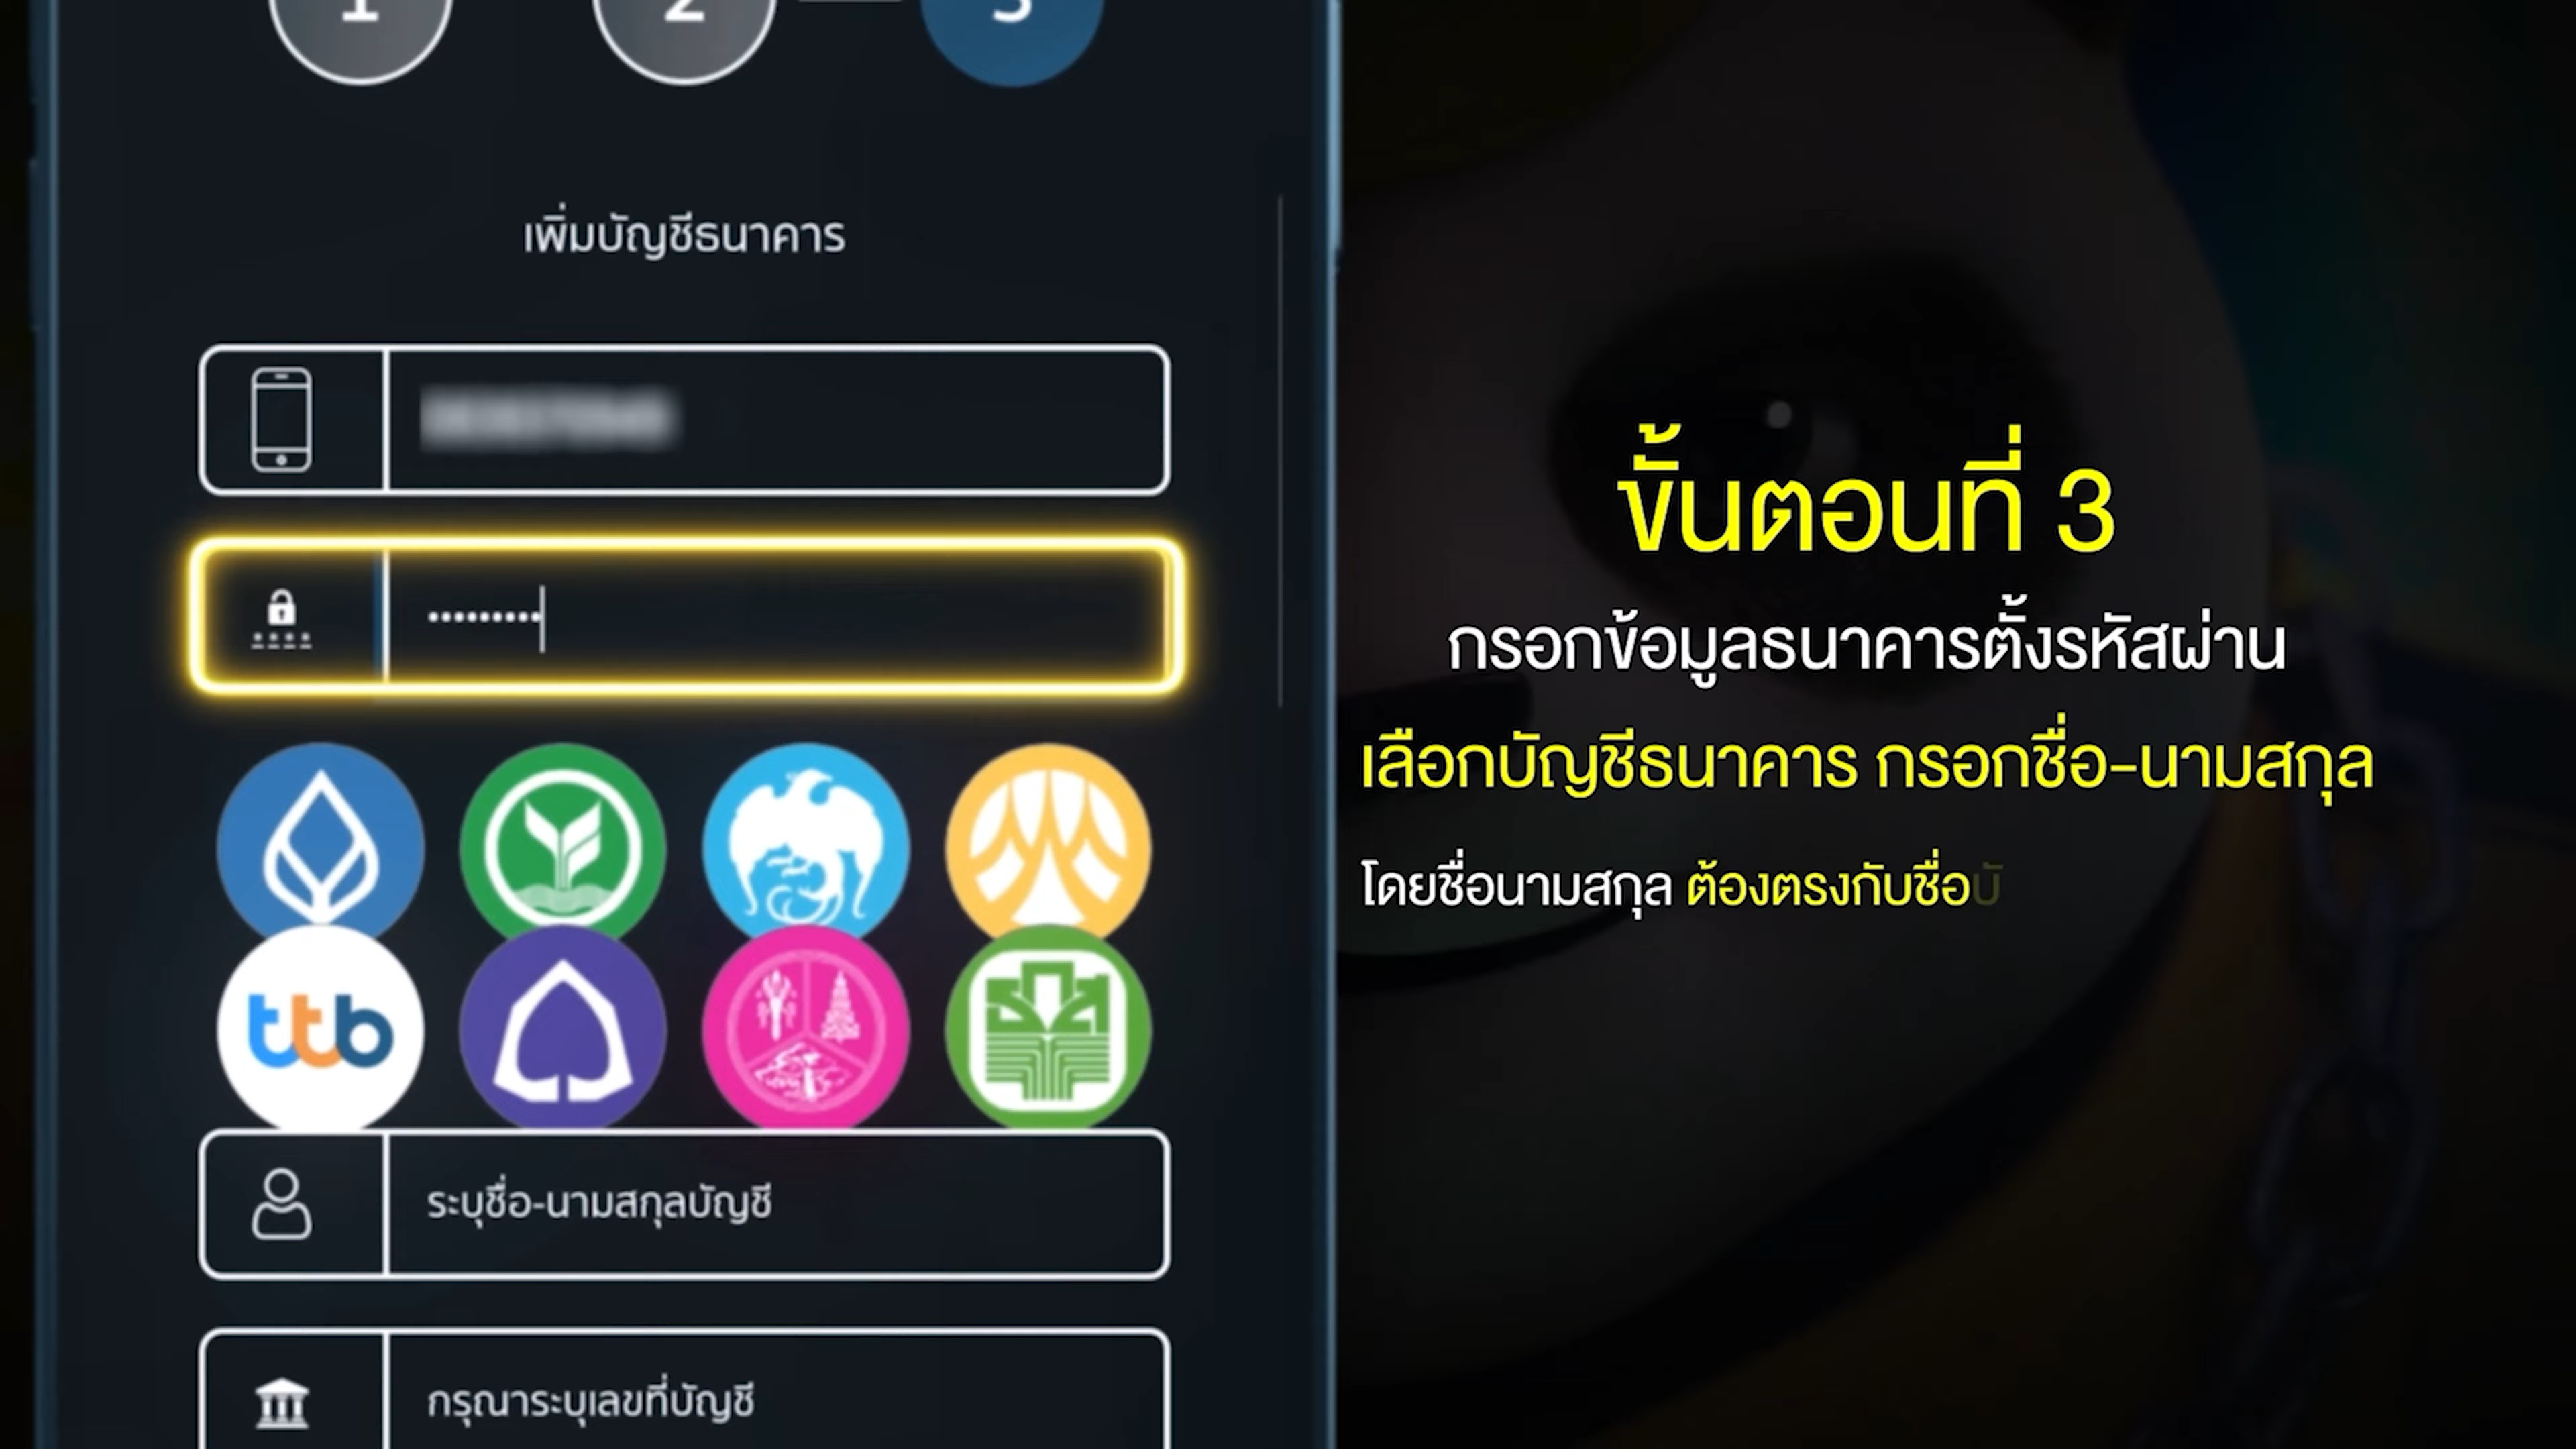 1 2 3
เพิ่มบัญชีธนาคาร
ttb
ระบุชื่อ-นามสกุลบัญชี
กรุณาระบุเลขที่บัญชี
ขั้นตอนที่ 3
กรอกข้อมูลธนาคารตั้งรหัสผ่าน
เลือกบัญชีธนาคาร กรอกชื่อ-นามสกุล
โดยชื่อนามสกุล ต้องตรงกับชื่อบั